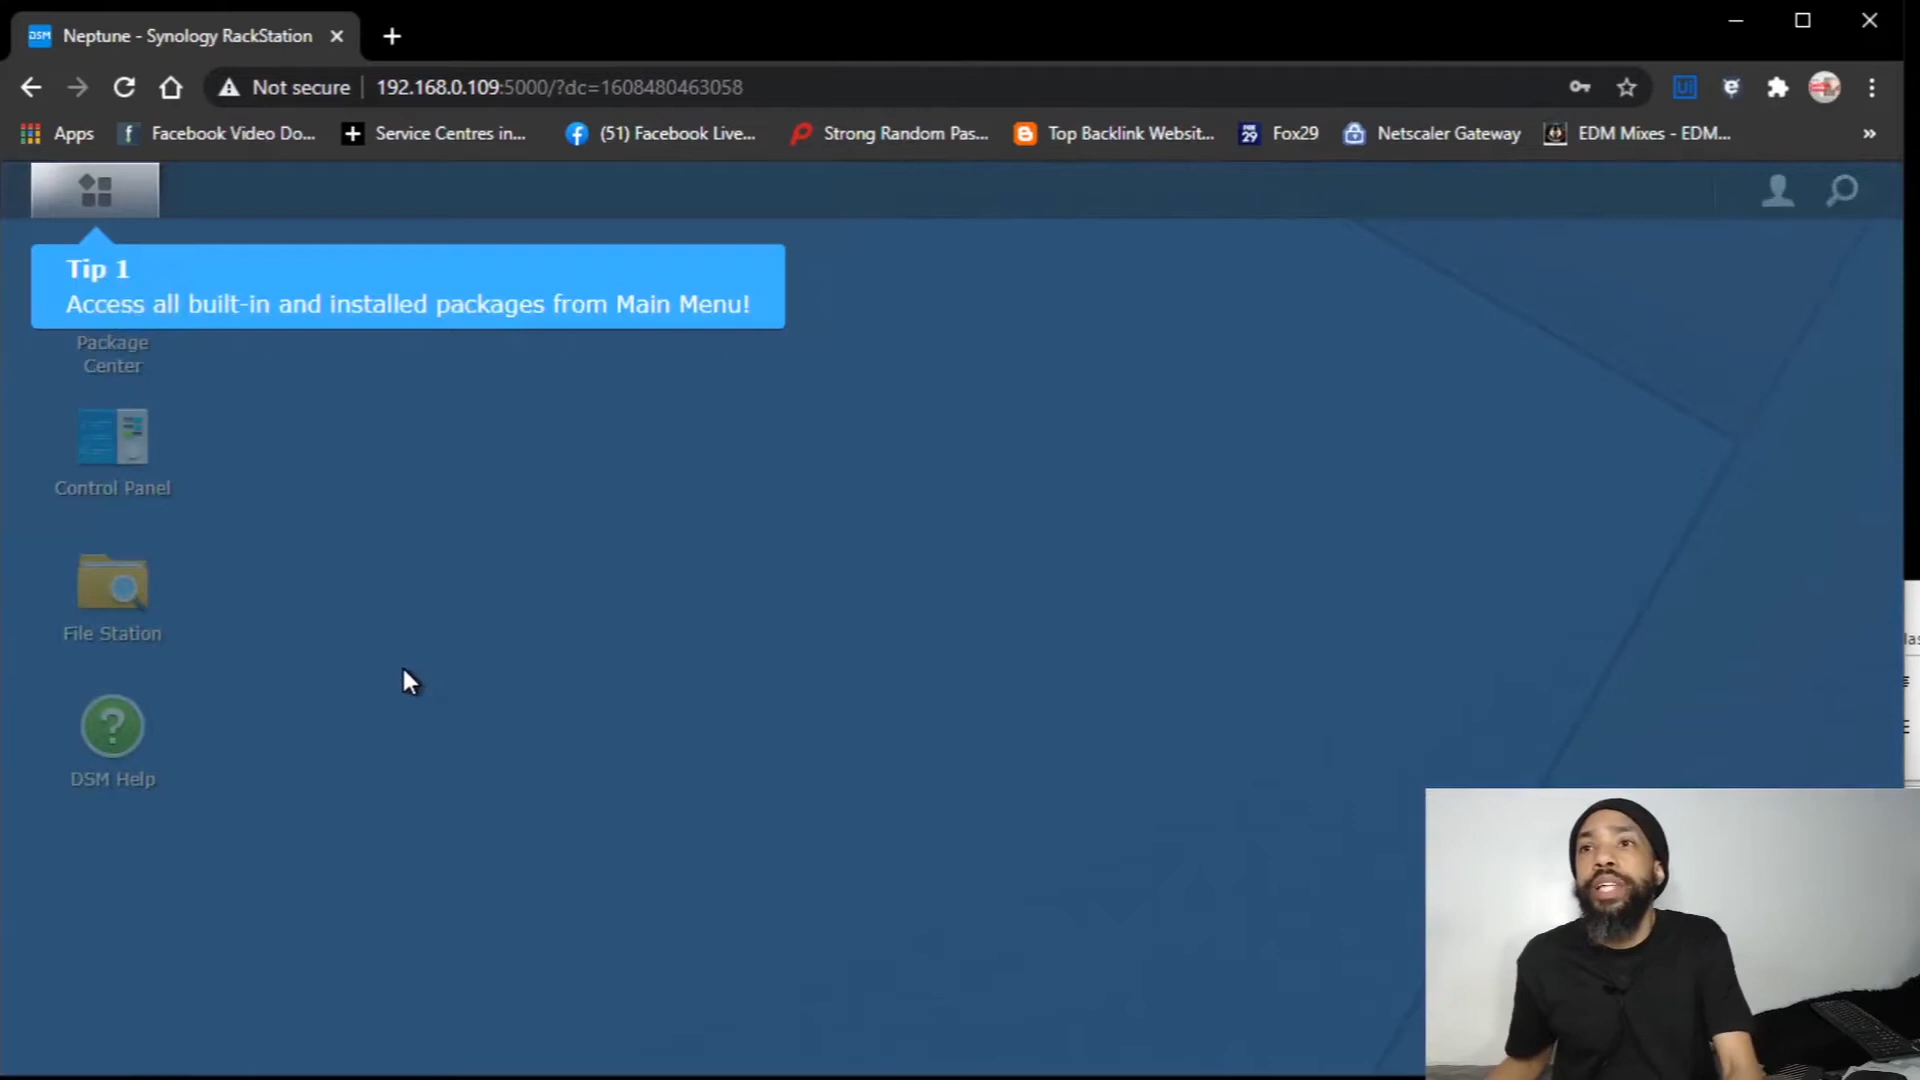 DSM Neptune - Synology RackStation
Not secure 192.168.0.109:5000/?dc=1608480463058
Apps Facebook Video Do... Service Centres in... (51) Facebook Live... Strong Random Pas... Top Backlink Websit... Fox29 Netscaler Gateway EDM Mixes - EDM...
Tip 1
Access all built-in and installed packages from Main Menu!
Package
Center
Control Panel
File Station
DSM Help